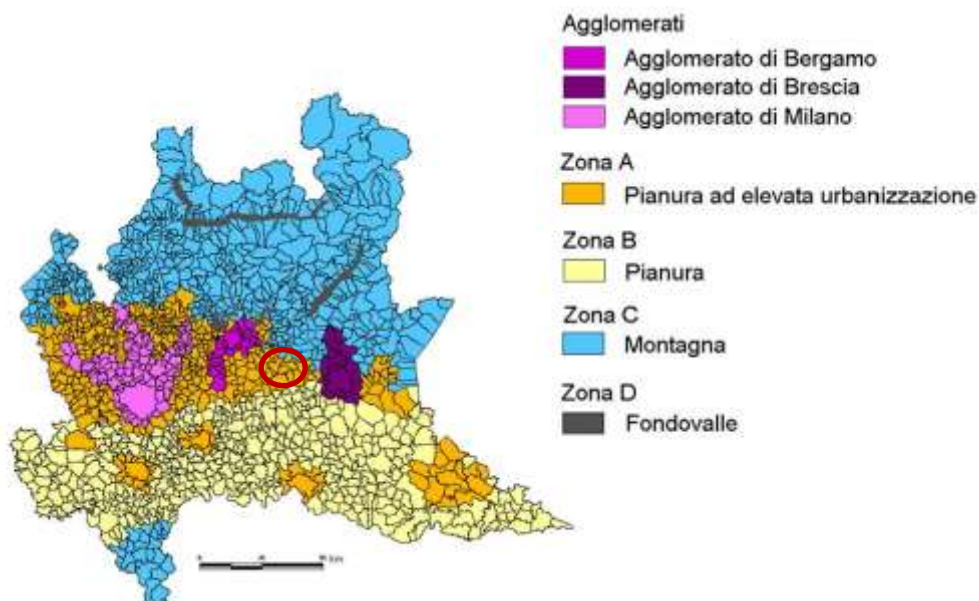 Agglomerati
Agglomerato di Bergamo
Agglomerato di Brescia
Agglomerato di Milano
Zona A
Pianura ad elevata urbanizzazione
Zona B
Pianura
Zona C
Montagna
Zona D
Fondovalle